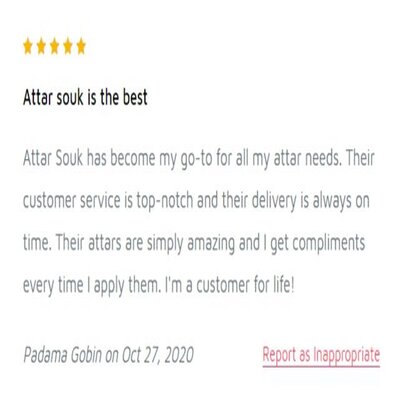 Attar souk is the best
Attar Souk has become my go-to for all my attar needs. Their
customer service is top-notch and their delivery is always on
time. Their attars are simply amazing and I get compliments
every time I apply them. I'm a customer for life!
Padama Gobin on Oct 27, 2020
Report as Inappropriate